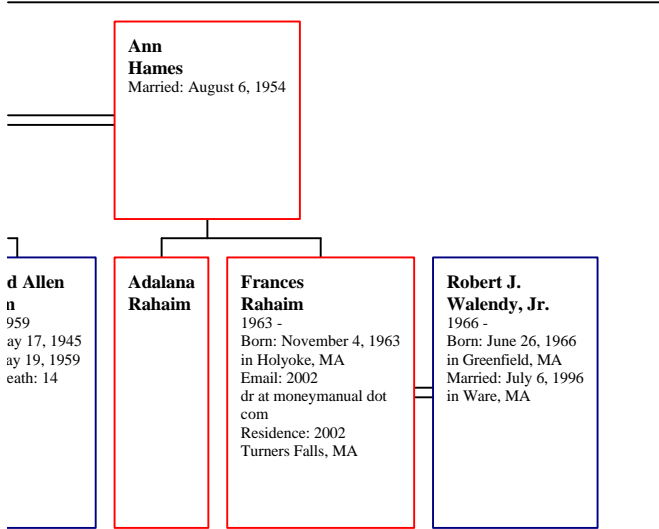 Ann
Hames
Married: August 6, 1954
d Allen
m
959
ay 17, 1945
ay 19, 1959
eath: 14
Adalana
Rahaim
Frances
Rahaim
1963 -
Born: November 4, 1963
in Holyoke, MA
Email: 2002
dr at moneymanual dot
com
Residence: 2002
Turners Falls, MA
Robert J.
Walendy, Jr.
1966 -
Born: June 26, 1966
in Greenfield, MA
Married: July 6, 1996
in Ware, MA